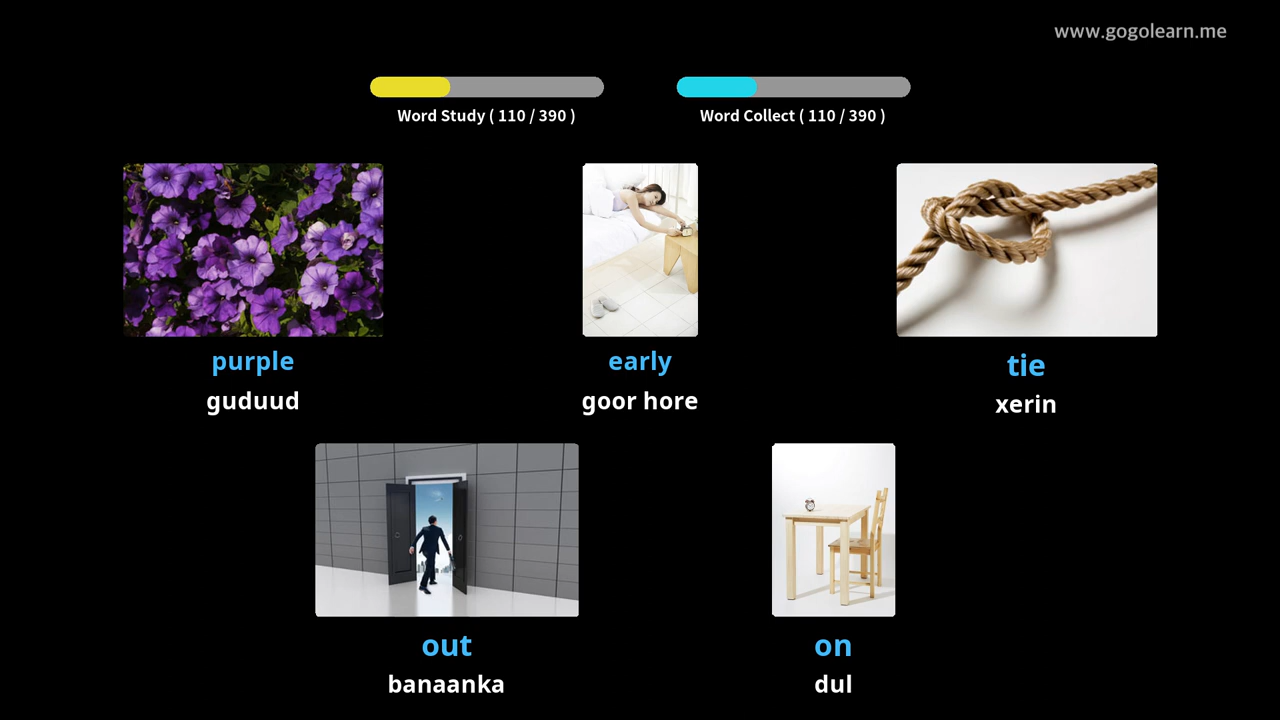 www.gogolearn.me
Word Study ( 110 / 390 )
Word Collect ( 110 / 390 )
purple
guduud
early
goor hore
tie
xerin
out
banaanka
on
dul